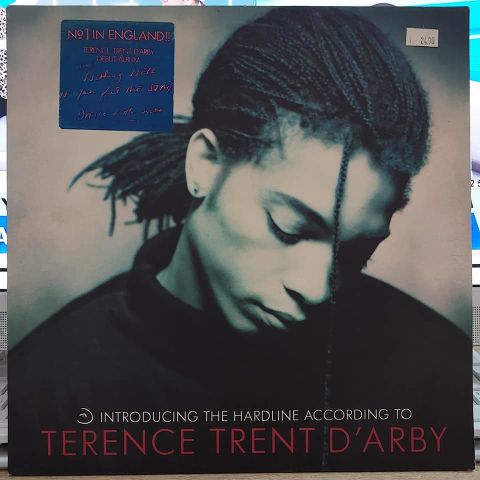 Nº1 IN ENGLAND!!
TERENCE TRENT D'ARBY
DEBUT ALBUM
24,90
INTRODUCING THE HARDLINE ACCORDING TO
TERENCE TRENT D'ARBY